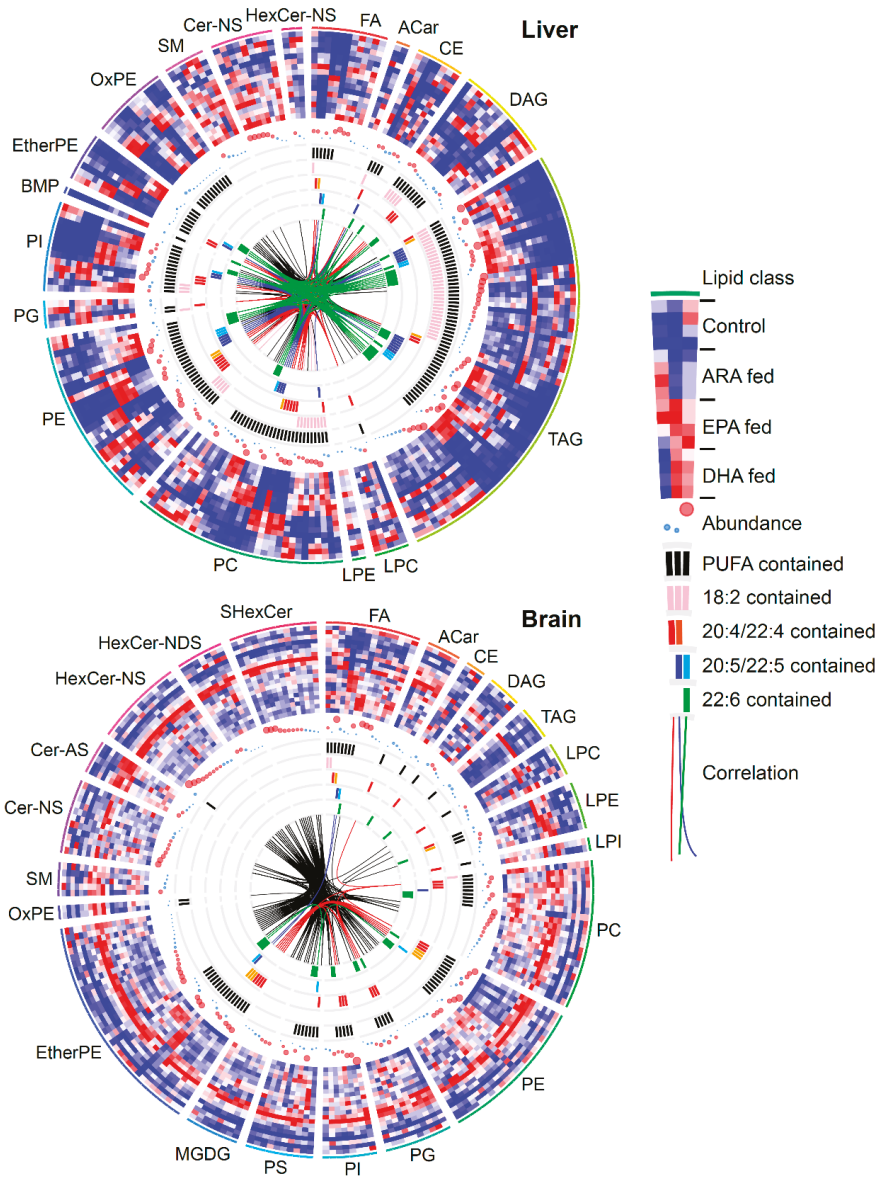 Liver
Cer-NS
HexCer-NS
FA
ACar
CE
SM
OxPE
DAG
EtherPE
BMP
PI
PG
PE
PC
LPE
LPC
TAG
Lipid class
Control
ARA fed
EPA fed
DHA fed
Abundance
PUFA contained
18:2 contained
20:4/22:4 contained
20:5/22:5 contained
22:6 contained
Correlation
Brain
SHexCer
FA
ACar
CE
HexCer-NDS
HexCer-NS
DAG
TAG
Cer-AS
LPC
Cer-NS
LPE
LPI
SM
OxPE
PC
EtherPE
PE
MGDG
PS
PI
PG